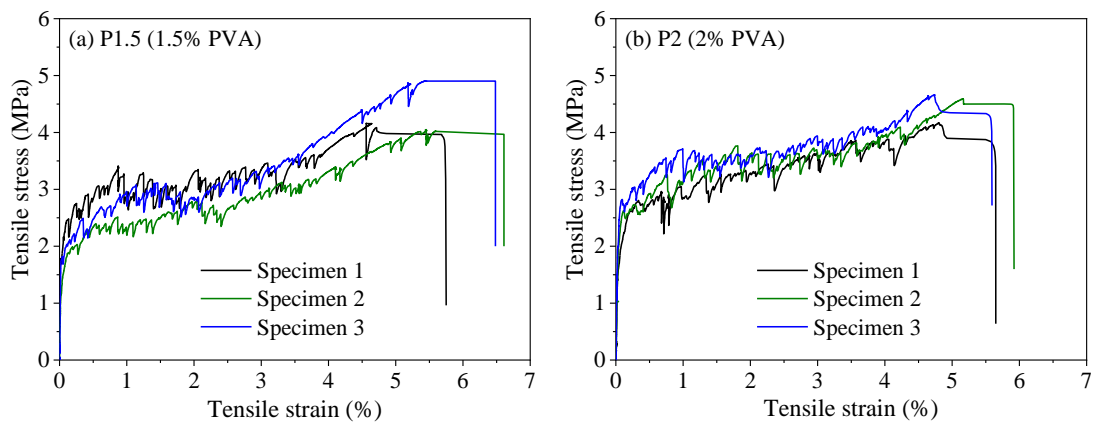 (a) P1.5 (1.5% PVA)
Tensile stress (MPa)
6
5
4
3
2
1
0
Specimen 1
Specimen 2
Specimen 3
0 1 2 3 4 5 6 7
Tensile strain (%)
(b) P2 (2% PVA)
Tensile stress (MPa)
6
5
4
3
2
1
0
Specimen 1
Specimen 2
Specimen 3
0 1 2 3 4 5 6 7
Tensile strain (%)